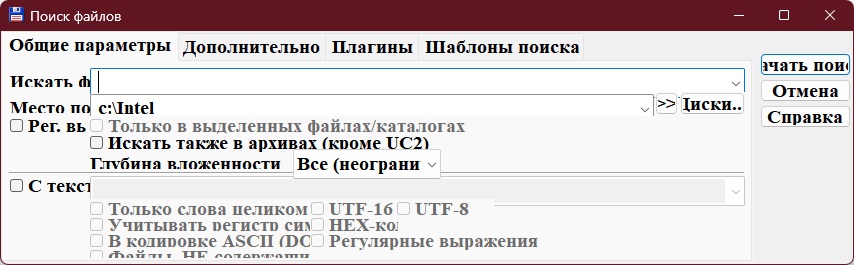 Поиск файлов
Общие параметры Дополнительно Плагины Шаблоны поиска
Искать ф
Место по c:\Intel >> Циски..
Рег. вы Только в выделенных файлах/каталогах
Искать также в архивах (кроме UC2)
Глубина вложенности Все (неограни
С текст
Только слова целиком UTF-16 UTF-8
Учитывать регистр сим HEX-код
В кодировке ASCII (DO Регулярные выражения
Файлы, НЕ содержащи
ачать поис
Отмена
Справка